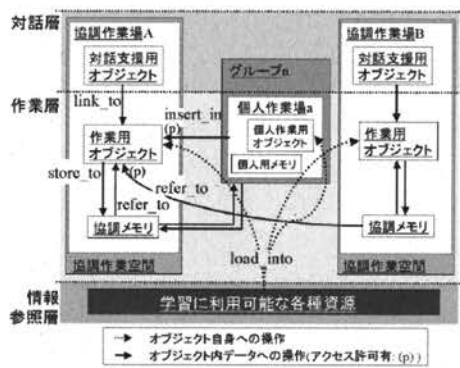 対話層
協調作業場A
対話支援用
オブジェクト
link_to
グループn
協調作業場B
対話支援用
オブジェクト
作業層
insert_in
(p)
作業用
オブジェクト
個人作業場a
個人作業用
オブジェクト
個人用メモリ
作業用
オブジェクト
store_to
(p)
refer_to
refer_to
協調メモリ
協調メモリ
load_into
協調作業空間
協調作業空間
情報
参照層
学習に利用可能な各種資源
オブジェクト自身への操作
オブジェクト内データへの操作(アクセス許可有: (p))